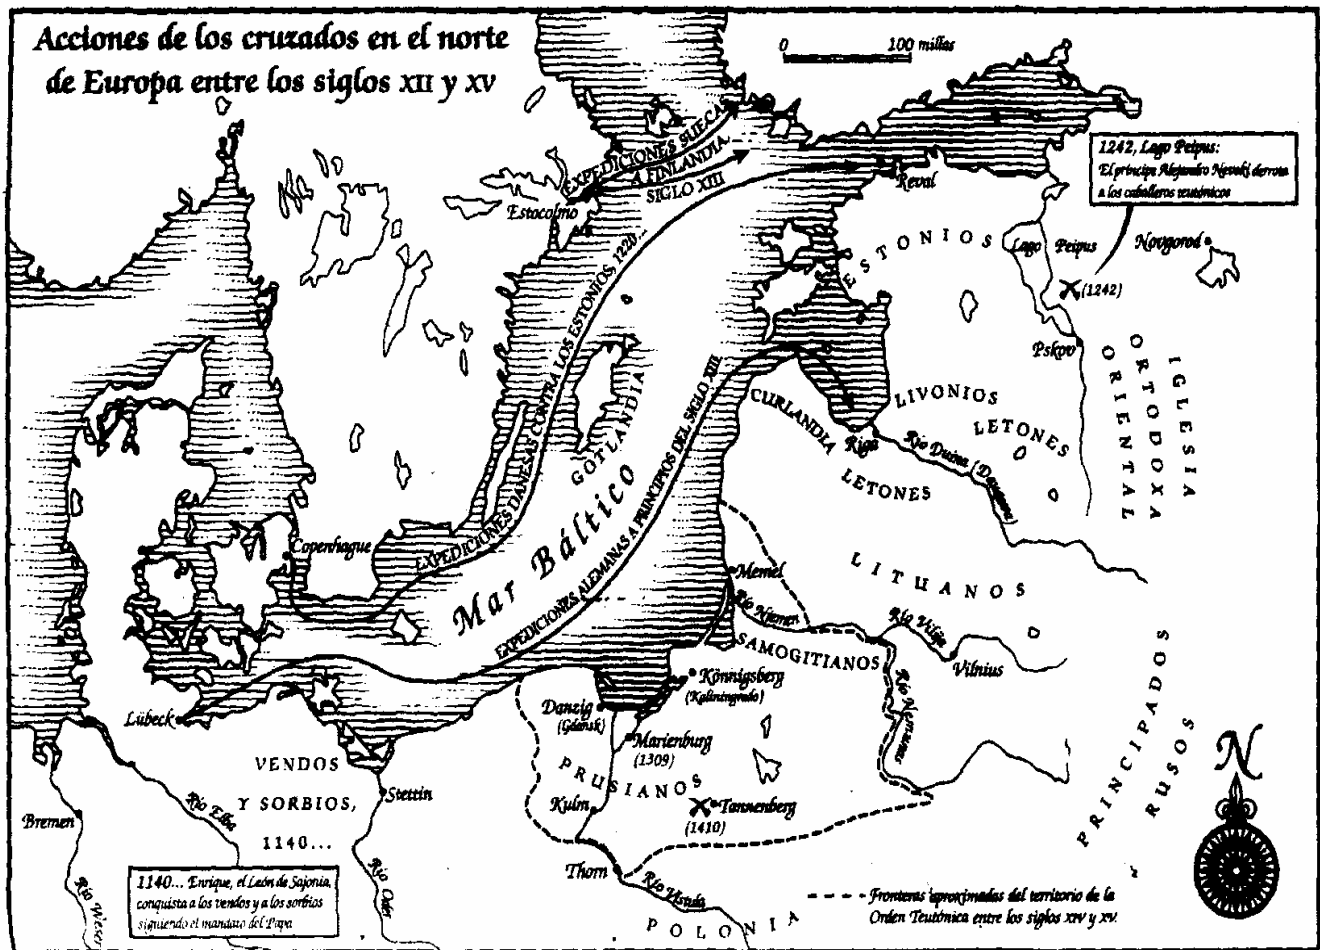 Acciones de los cruzados en el norte
de Europa entre los siglos XII y XV
0 100 millas
EXPEDICIONES SUECAS
A FINLANDIA,
SIGLO XIII
Estocolmo
Reval
1242, Lago Peipus:
El príncipe Alejandro Nevski derrota
a los caballeros teutónicos
ESTONIOS
Lago Peipus
Novgorod
(1242)
Pskov
IGLESIA
ORTODOXA
ORIENTAL
EXPEDICIONES DANESAS CONTRA LOS ESTONIOS, 1220...
GOTLANDIA
Mar Báltico
EXPEDICIONES ALEMANAS A PRINCIPIOS DEL SIGLO XIII
CURLANDIA
LIVONIOS
LETONES
Riga
Río Duina (Daugava)
LETONES
Copenhague
LITUANOS
Memel
Río Niemen
Río Vilija
SAMOGITIANOS
Vilnius
Río Nemunas
PRINCIPADOS
RUSOS
Lübeck
Danzig
(Gdansk)
Könnigsberg
(Kaliningrado)
Marienburg
(1309)
PRUSIANOS
Kulm
Tannenberg
(1410)
VENDOS
Y SORBIOS,
1140...
Stettin
Bremen
Río Elba
Río Weser
Río Oder
Thorn
Río Vístula
POLONIA
N
1140... Enrique, el León de Sajonia,
conquista a los vendos y a los sorbios
siguiendo el mandato del Papa
Fronteras aproximadas del territorio de la
Orden Teutónica entre los siglos XIV y XV.